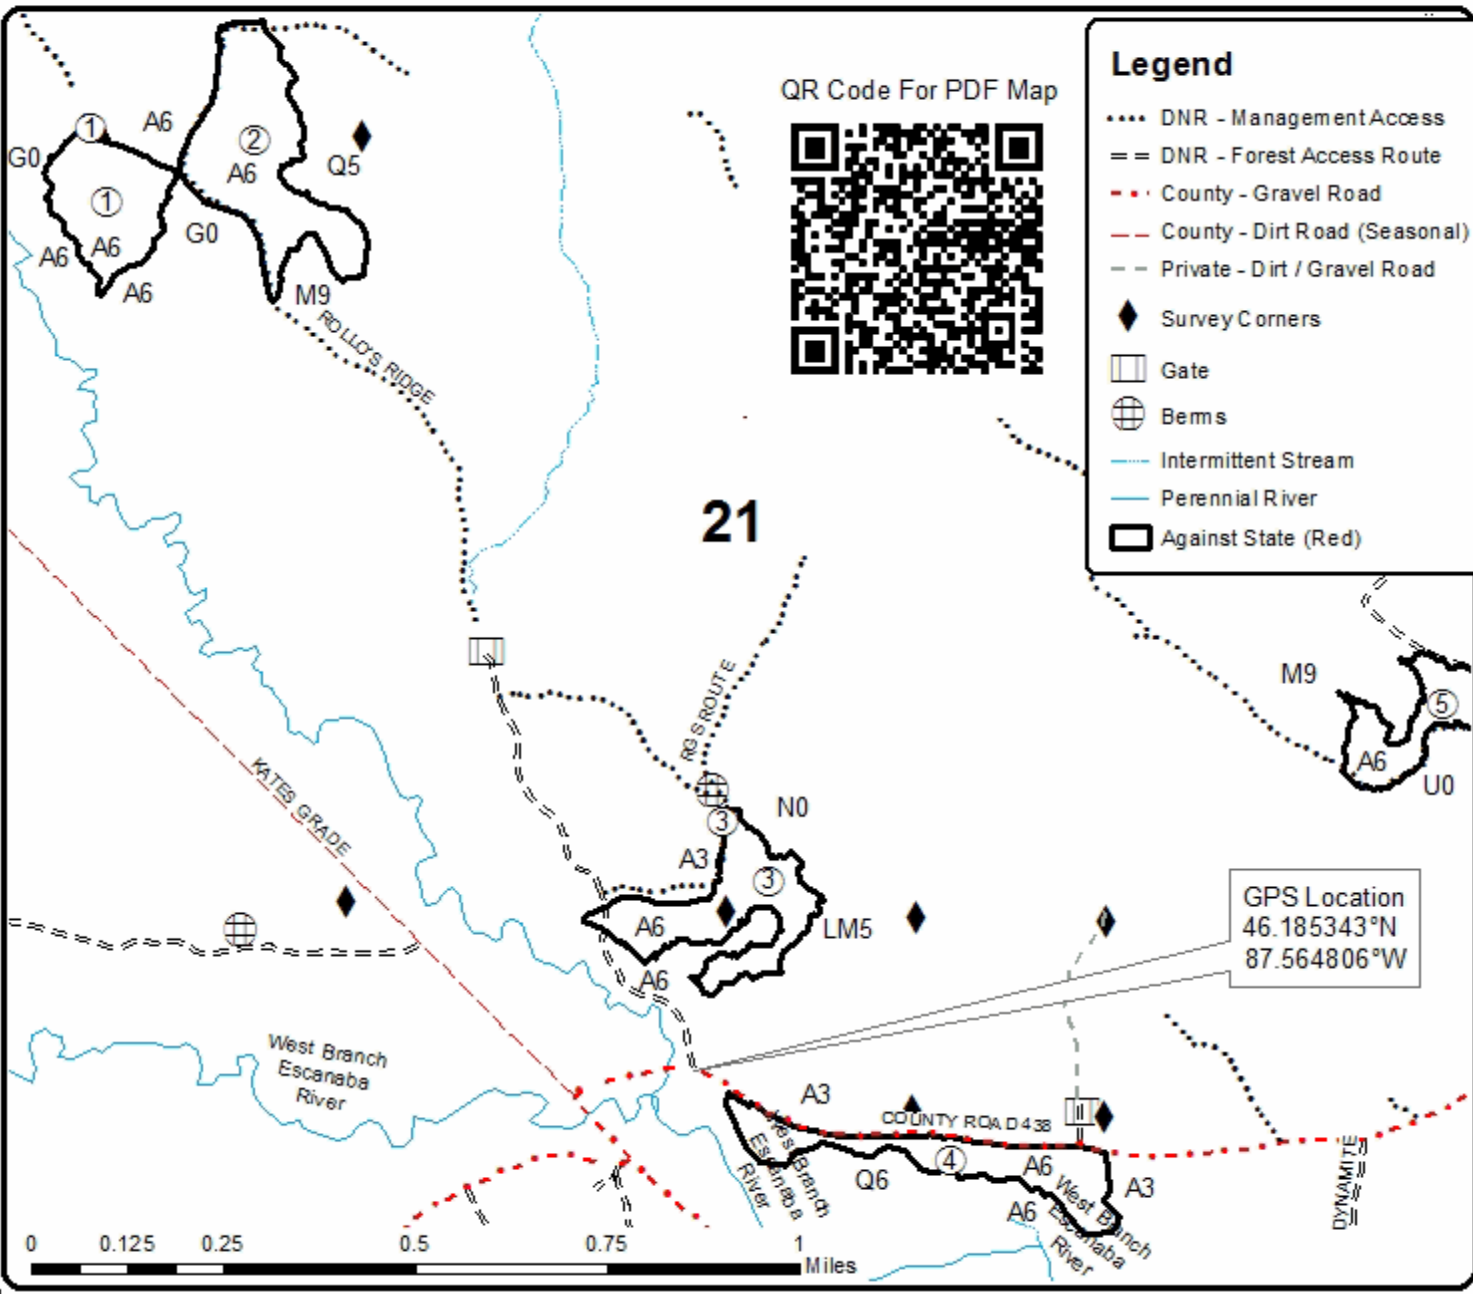 QR Code For PDF Map
Legend
DNR - Management Access
DNR - Forest Access Route
County - Gravel Road
County - Dirt Road (Seasonal)
Private - Dirt / Gravel Road
Survey Corners
Gate
Berms
Intermittent Stream
Perennial River
Against State (Red)
1
A6
2
G0
A6
Q5
1
G0
A6
A6
A6
M9
ROLLO'S RIDGE
21
M9
5
A6
U0
RGS ROUTE
KATES GRADE
N0
3
A3
3
A6
LM5
A6
GPS Location
46.185343°N
87.564806°W
West Branch
Escanaba
River
A3
COUNTY ROAD 438
West Branch
Escanaba
River
4
A6
Q6
A3
A6
West Branch
Escanaba
River
DYNAMITE
0 0.125 0.25 0.5 0.75 1
Miles